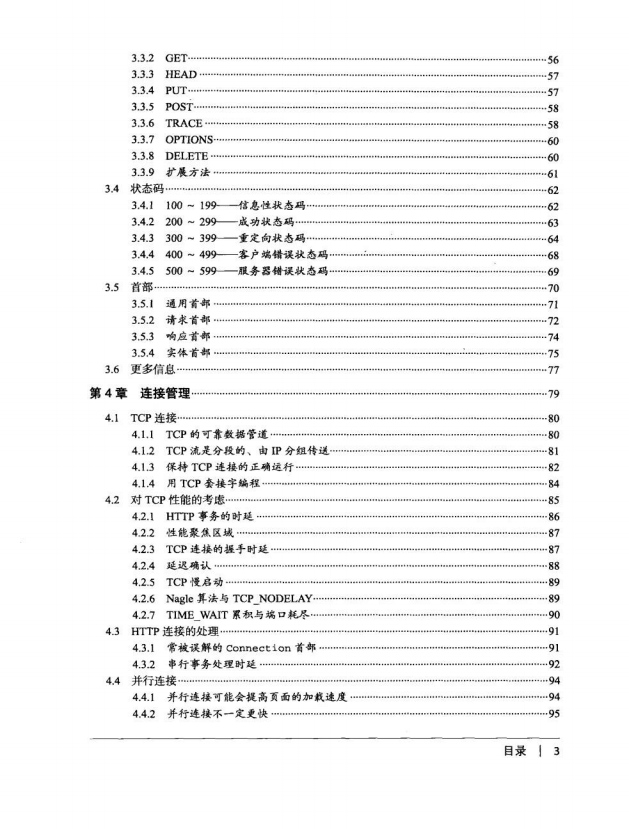 3.3.2 GET 56
3.3.3 HEAD 57
3.3.4 PUT 57
3.3.5 POST 58
3.3.6 TRACE 58
3.3.7 OPTIONS 60
3.3.8 DELETE 60
3.3.9 扩展方法 61
3.4 状态码 62
3.4.1 100 ~ 199——信息性状态码 62
3.4.2 200 ~ 299——成功状态码 63
3.4.3 300 ~ 399——重定向状态码 64
3.4.4 400 ~ 499——客户端错误状态码 68
3.4.5 500 ~ 599——服务器错误状态码 69
3.5 首部 70
3.5.1 通用首部 71
3.5.2 请求首部 72
3.5.3 响应首部 74
3.5.4 实体首部 75
3.6 更多信息 77
第 4 章 连接管理 79
4.1 TCP 连接 80
4.1.1 TCP 的可靠数据管道 80
4.1.2 TCP 流是分段的、由 IP 分组传送 81
4.1.3 保持 TCP 连接的正确运行 82
4.1.4 用 TCP 套接字编程 84
4.2 对 TCP 性能的考虑 85
4.2.1 HTTP 事务的时延 86
4.2.2 性能聚焦区域 87
4.2.3 TCP 连接的握手时延 87
4.2.4 延迟确认 88
4.2.5 TCP 慢启动 89
4.2.6 Nagle 算法与 TCP_NODELAY 89
4.2.7 TIME_WAIT 累积与端口耗尽 90
4.3 HTTP 连接的处理 91
4.3.1 常被误解的 Connection 首部 91
4.3.2 串行事务处理时延 92
4.4 并行连接 94
4.4.1 并行连接可能会提高页面的加载速度 94
4.4.2 并行连接不一定更快 95
目录 | 3